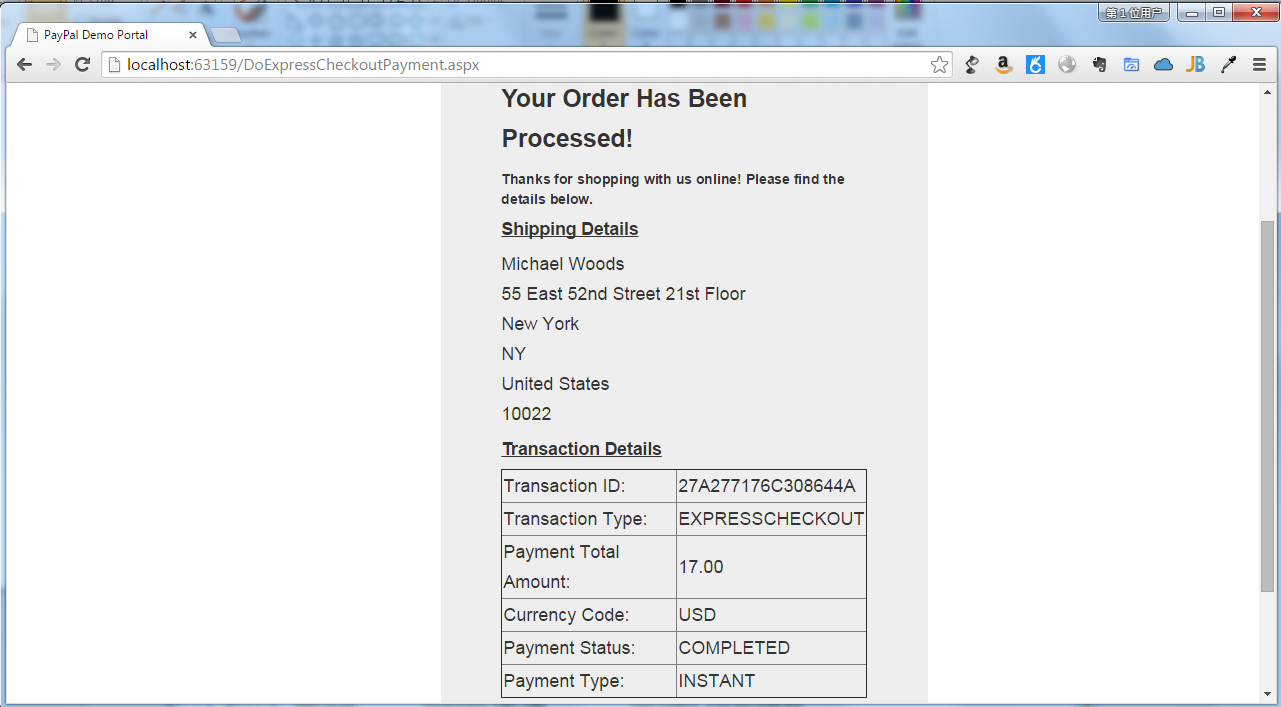 第 1 位用户
PayPal Demo Portal
localhost:63159/DoExpressCheckoutPayment.aspx
Your Order Has Been
Processed!
Thanks for shopping with us online! Please find the
details below.
Shipping Details
Michael Woods
55 East 52nd Street 21st Floor
New York
NY
United States
10022
Transaction Details
Transaction ID: 27A277176C308644A
Transaction Type: EXPRESSCHECKOUT
Payment Total
Amount: 17.00
Currency Code: USD
Payment Status: COMPLETED
Payment Type: INSTANT